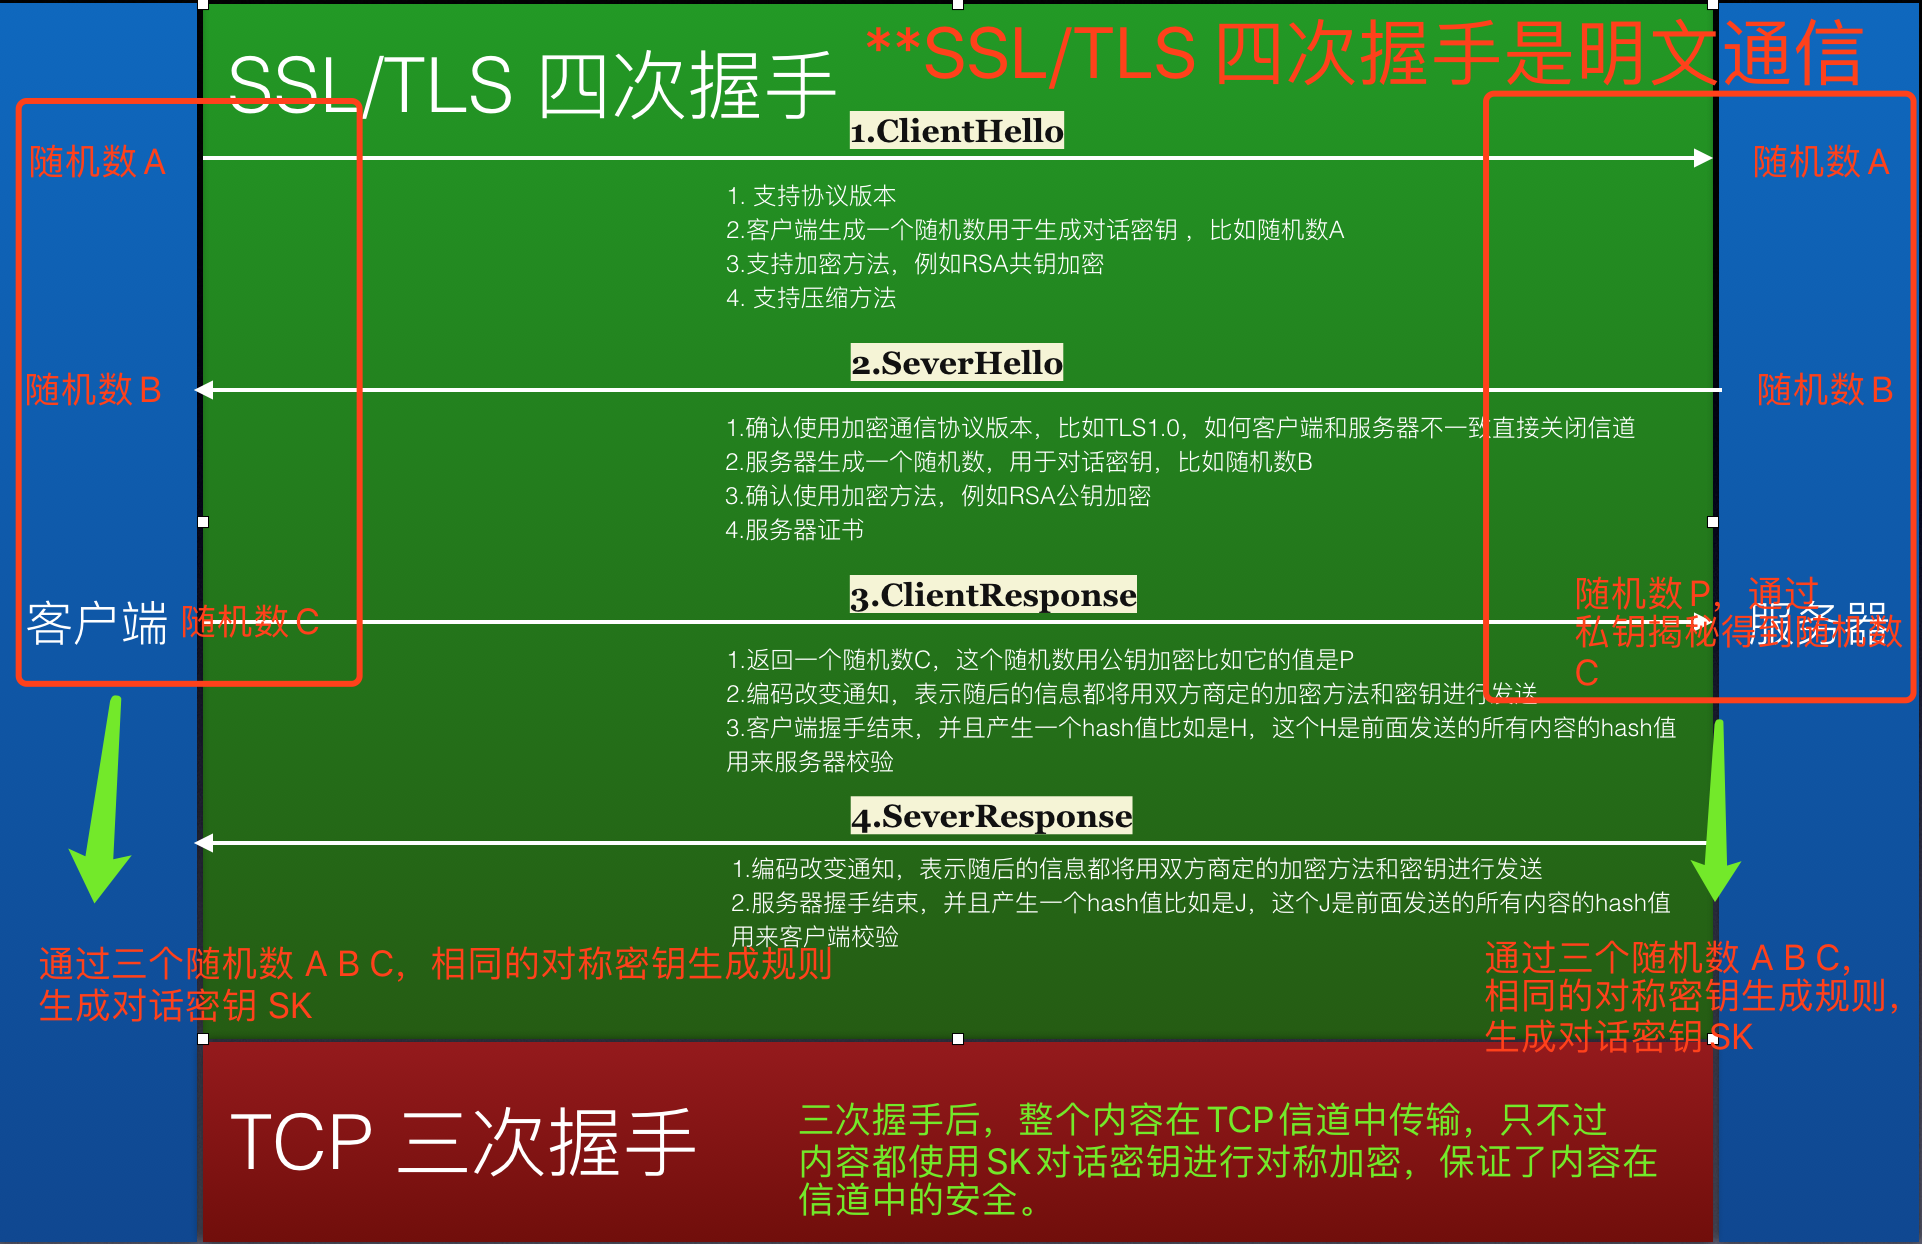 SSL/TLS 四次握手
**SSL/TLS 四次握手是明文通信
1.ClientHello
随机数 A
随机数 A
1. 支持协议版本
2.客户端生成一个随机数用于生成对话密钥 ，比如随机数A
3.支持加密方法，例如RSA共钥加密
4. 支持压缩方法
2.SeverHello
随机数 B
随机数 B
1.确认使用加密通信协议版本，比如TLS1.0，如何客户端和服务器不一致直接关闭信道
2.服务器生成一个随机数，用于对话密钥，比如随机数B
3.确认使用加密方法，例如RSA公钥加密
4.服务器证书
3.ClientResponse
客户端
随机数 C
服务器
随机数 P，通过
私钥揭秘得到随机数
C
1.返回一个随机数C，这个随机数用公钥加密比如它的值是P
2.编码改变通知，表示随后的信息都将用双方商定的加密方法和密钥进行发送
3.客户端握手结束，并且产生一个hash值比如是H，这个H是前面发送的所有内容的hash值
用来服务器校验
4.SeverResponse
1.编码改变通知，表示随后的信息都将用双方商定的加密方法和密钥进行发送
2.服务器握手结束，并且产生一个hash值比如是J，这个J是前面发送的所有内容的hash值
用来客户端校验
通过三个随机数 A B C，相同的对称密钥生成规则
生成对话密钥 SK
通过三个随机数 A B C，
相同的对称密钥生成规则，
生成对话密钥 SK
TCP 三次握手
三次握手后，整个内容在 TCP 信道中传输，只不过
内容都使用 SK 对话密钥进行对称加密，保证了内容在
信道中的安全。